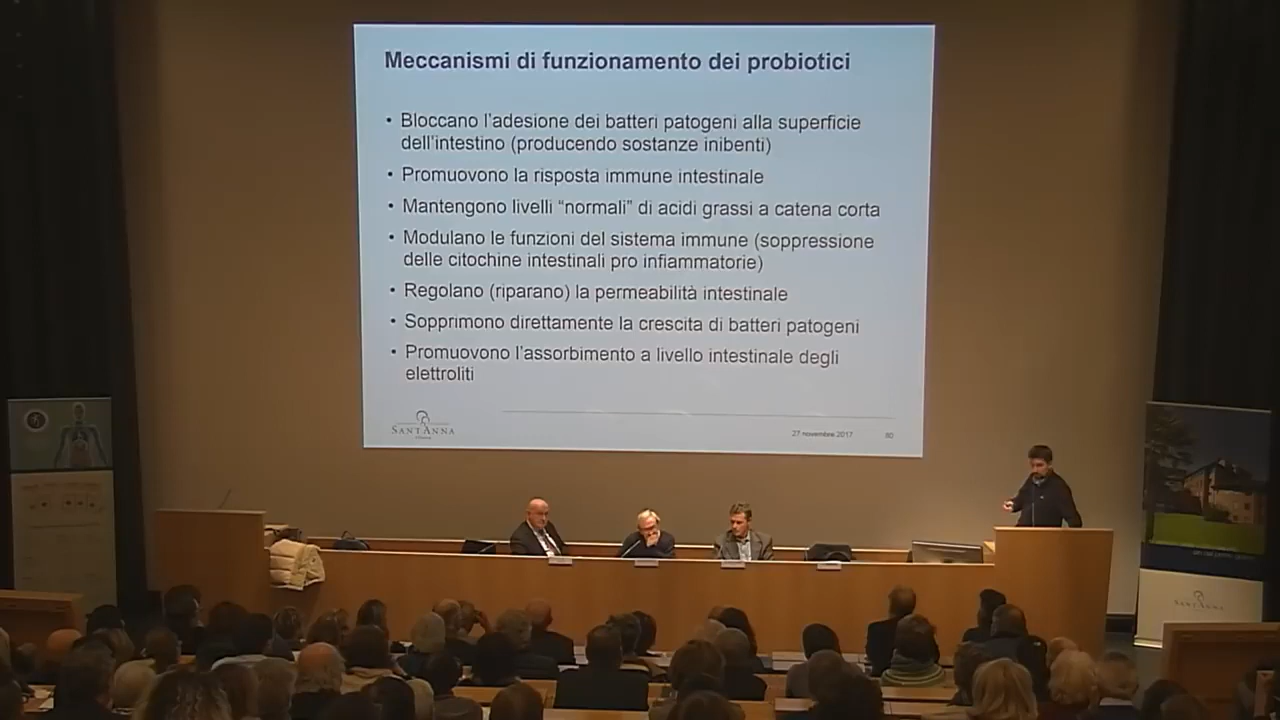 Meccanismi di funzionamento dei probiotici
• Bloccano l'adesione dei batteri patogeni alla superficie
dell'intestino (producendo sostanze inibenti)
• Promuovono la risposta immune intestinale
• Mantengono livelli “normali” di acidi grassi a catena corta
• Modulano le funzioni del sistema immune (soppressione
delle citochine intestinali pro infiammatorie)
• Regolano (riparano) la permeabilità intestinale
• Sopprimono direttamente la crescita di batteri patogeni
• Promuovono l'assorbimento a livello intestinale degli
elettroliti
SANT'ANNA
27 novembre 2017
80
SANT'ANNA